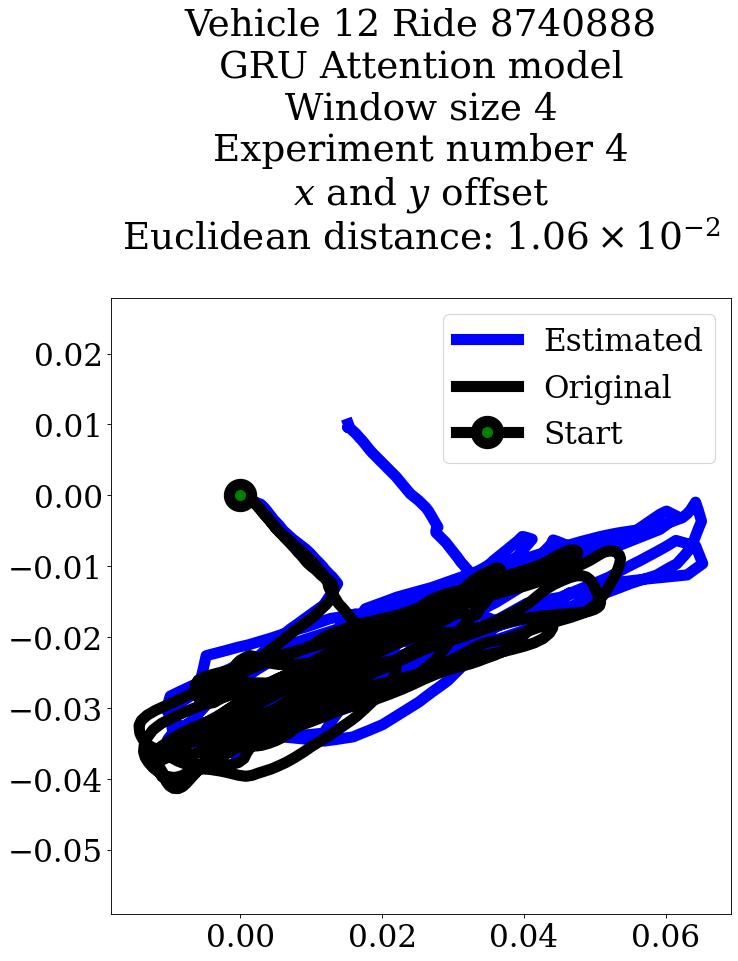 Vehicle 12 Ride 8740888
GRU Attention model
Window size 4
Experiment number 4
x and y offset
Euclidean distance: 1.06 × 10⁻²
Estimated
Original
Start
0.02
0.01
0.00
−0.01
−0.02
−0.03
−0.04
−0.05
0.00 0.02 0.04 0.06